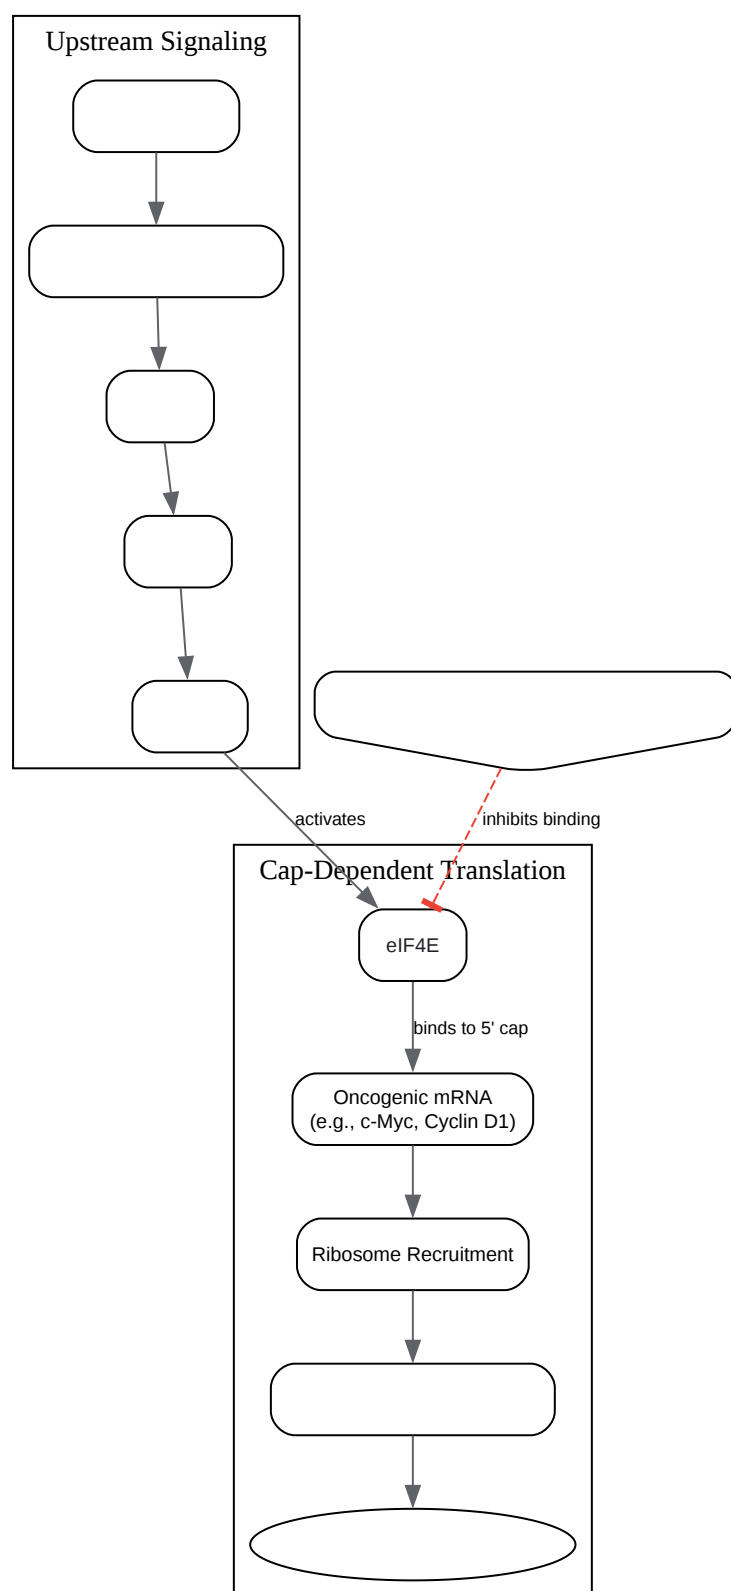 Upstream Signaling
activates
inhibits binding
Cap-Dependent Translation
eIF4E
binds to 5' cap
Oncogenic mRNA
(e.g., c-Myc, Cyclin D1)
Ribosome Recruitment